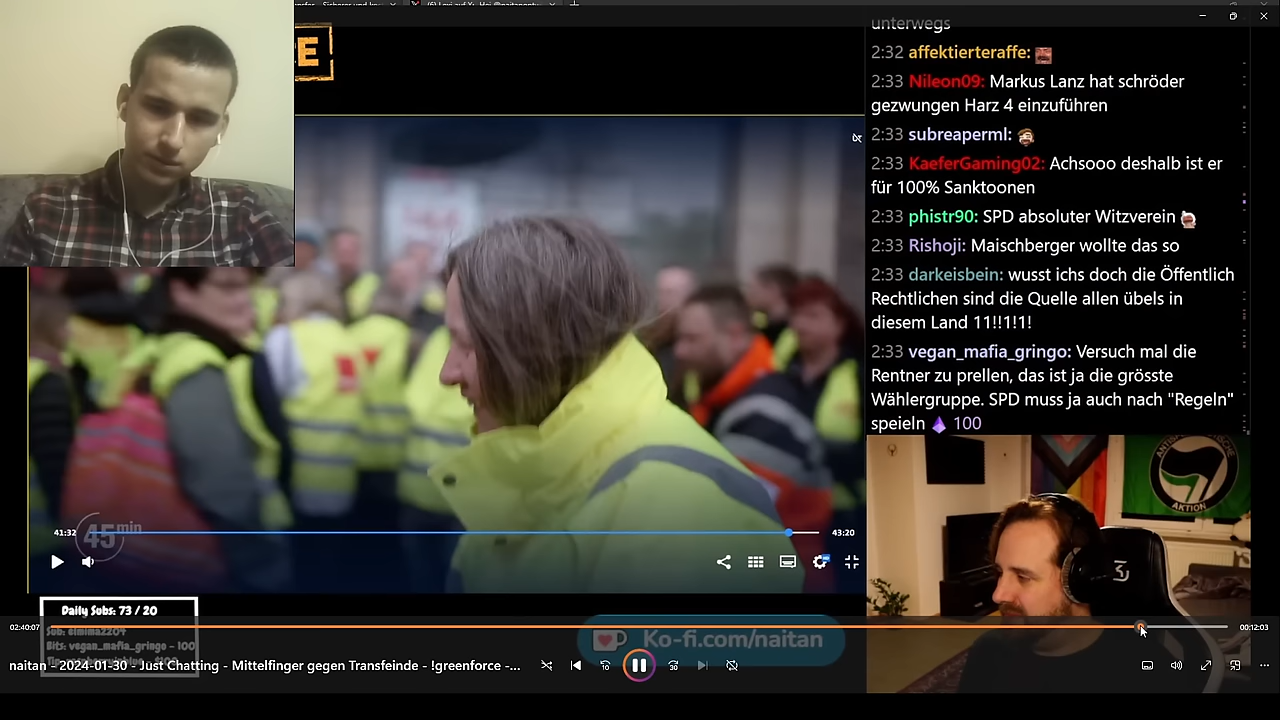 E
unterwegs
2:32 affektierteraffe:
2:33 Nileon09: Markus Lanz hat schröder
gezwungen Harz 4 einzuführen
2:33 subreaperml:
2:33 KaeferGaming02: Achsooo deshalb ist er
für 100% Sanktoonen
2:33 phistr90: SPD absoluter Witzverein
2:33 Rishoji: Maischberger wollte das so
2:33 darkeisbein: wusst ichs doch die Öffentlich
Rechtlichen sind die Quelle allen übels in
diesem Land 11!!1!1!
2:33 vegan_mafia_gringo: Versuch mal die
Rentner zu prellen, das ist ja die grösste
Wählergruppe. SPD muss ja auch nach "Regeln"
speieln 100
AKTION
41:32
45 min
43:20
Daily Subs: 73 / 20
Sub: elmima2204
Bits: vegan_mafia_gringo - 100
Ko-fi.com/naitan
02:40:07
00:12:03
naitan - 2024-01-30 - Just Chatting - Mittelfinger gegen Transfeinde - !greenforce -...
10
30